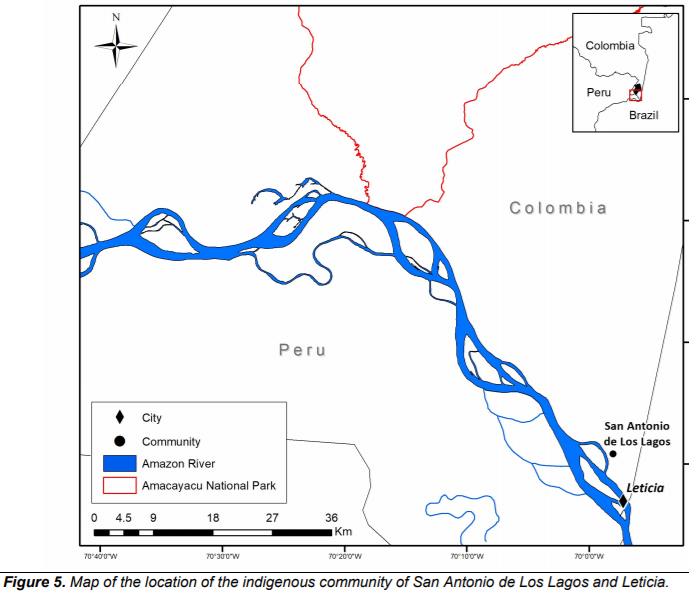 N
Colombia
Peru
Brazil
Colombia
Peru
San Antonio
de Los Lagos
Leticia
City
Community
Amazon River
Amacayacu National Park
0 4.5 9 18 27 36
Km
70°40'0"W 70°30'0"W 70°20'0"W 70°10'0"W 70°0'0"W
Figure 5. Map of the location of the indigenous community of San Antonio de Los Lagos and Leticia.